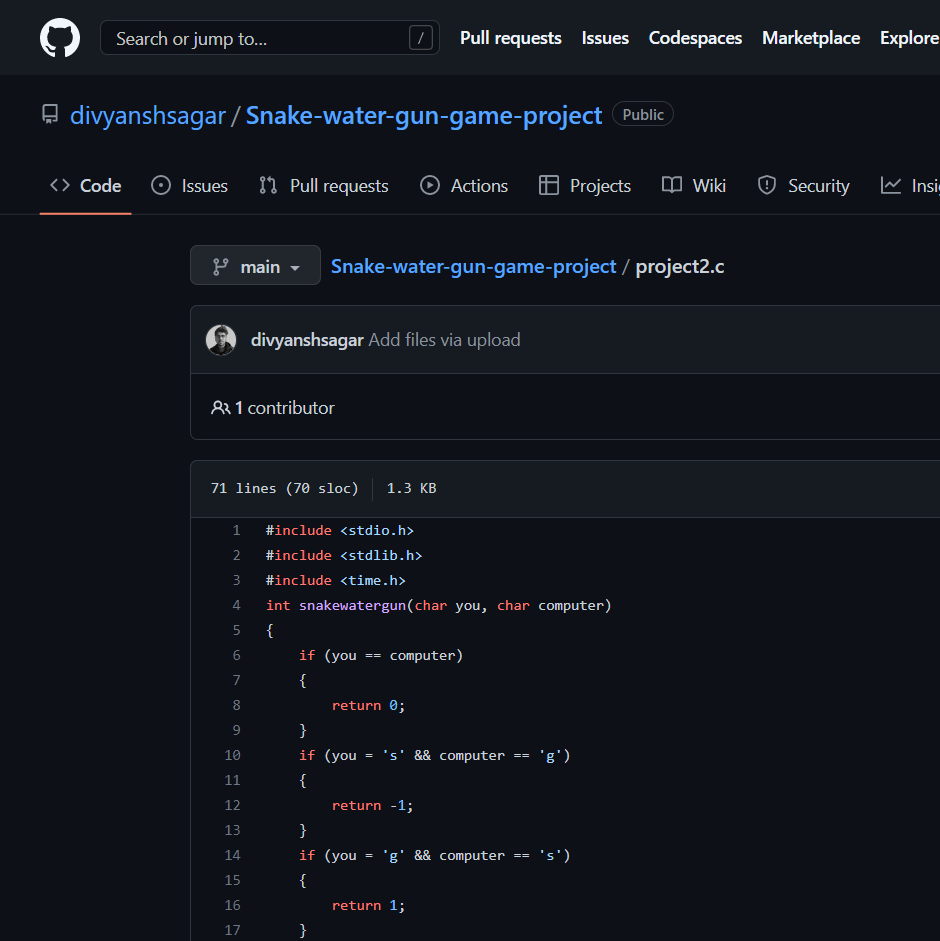 Search or jump to... /
Pull requests Issues Codespaces Marketplace Explore
divyanshsagar / Snake-water-gun-game-project Public
Code Issues Pull requests Actions Projects Wiki Security Insi
main Snake-water-gun-game-project / project2.c
divyanshsagar Add files via upload
1 contributor
71 lines (70 sloc) 1.3 KB
1 #include <stdio.h>
2 #include <stdlib.h>
3 #include <time.h>
4 int snakewatergun(char you, char computer)
5 {
6     if (you == computer)
7     {
8         return 0;
9     }
10     if (you = 's' && computer == 'g')
11     {
12         return -1;
13     }
14     if (you = 'g' && computer == 's')
15     {
16         return 1;
17     }